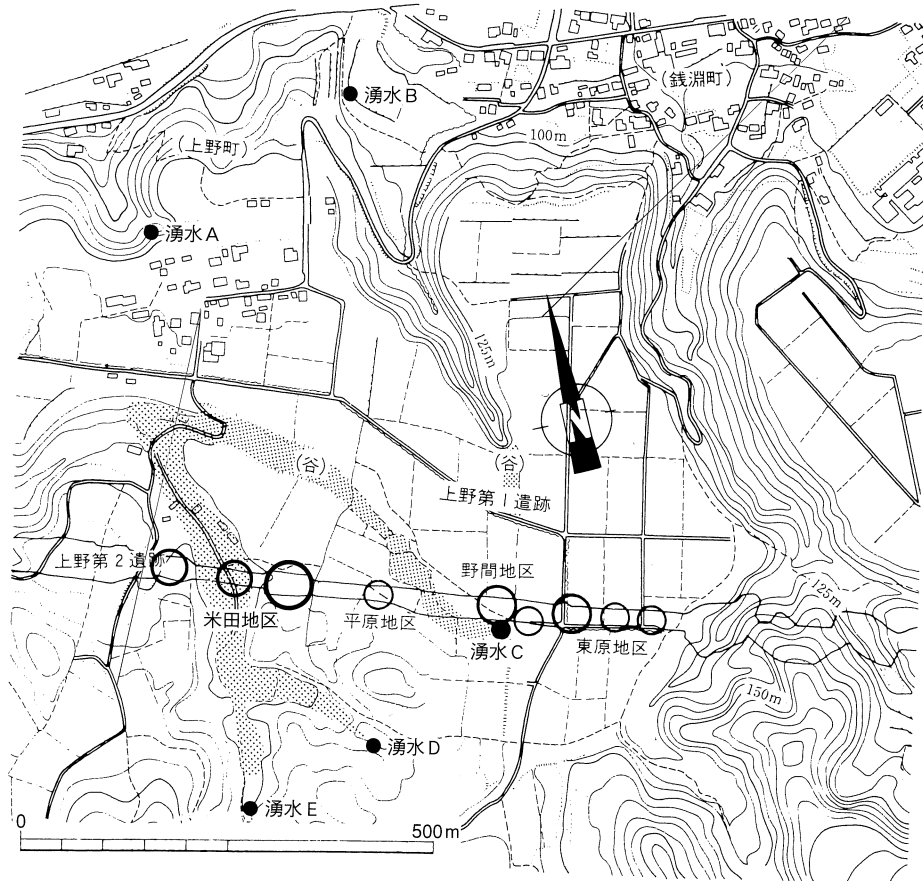 湧水B
(銭淵町)
100m
(上野町)
湧水A
125m
(谷)
(谷)
上野第1遺跡
上野第2遺跡
野間地区
米田地区
平原地区
湧水C
東原地区
125m
150m
湧水D
湧水E
0
500m